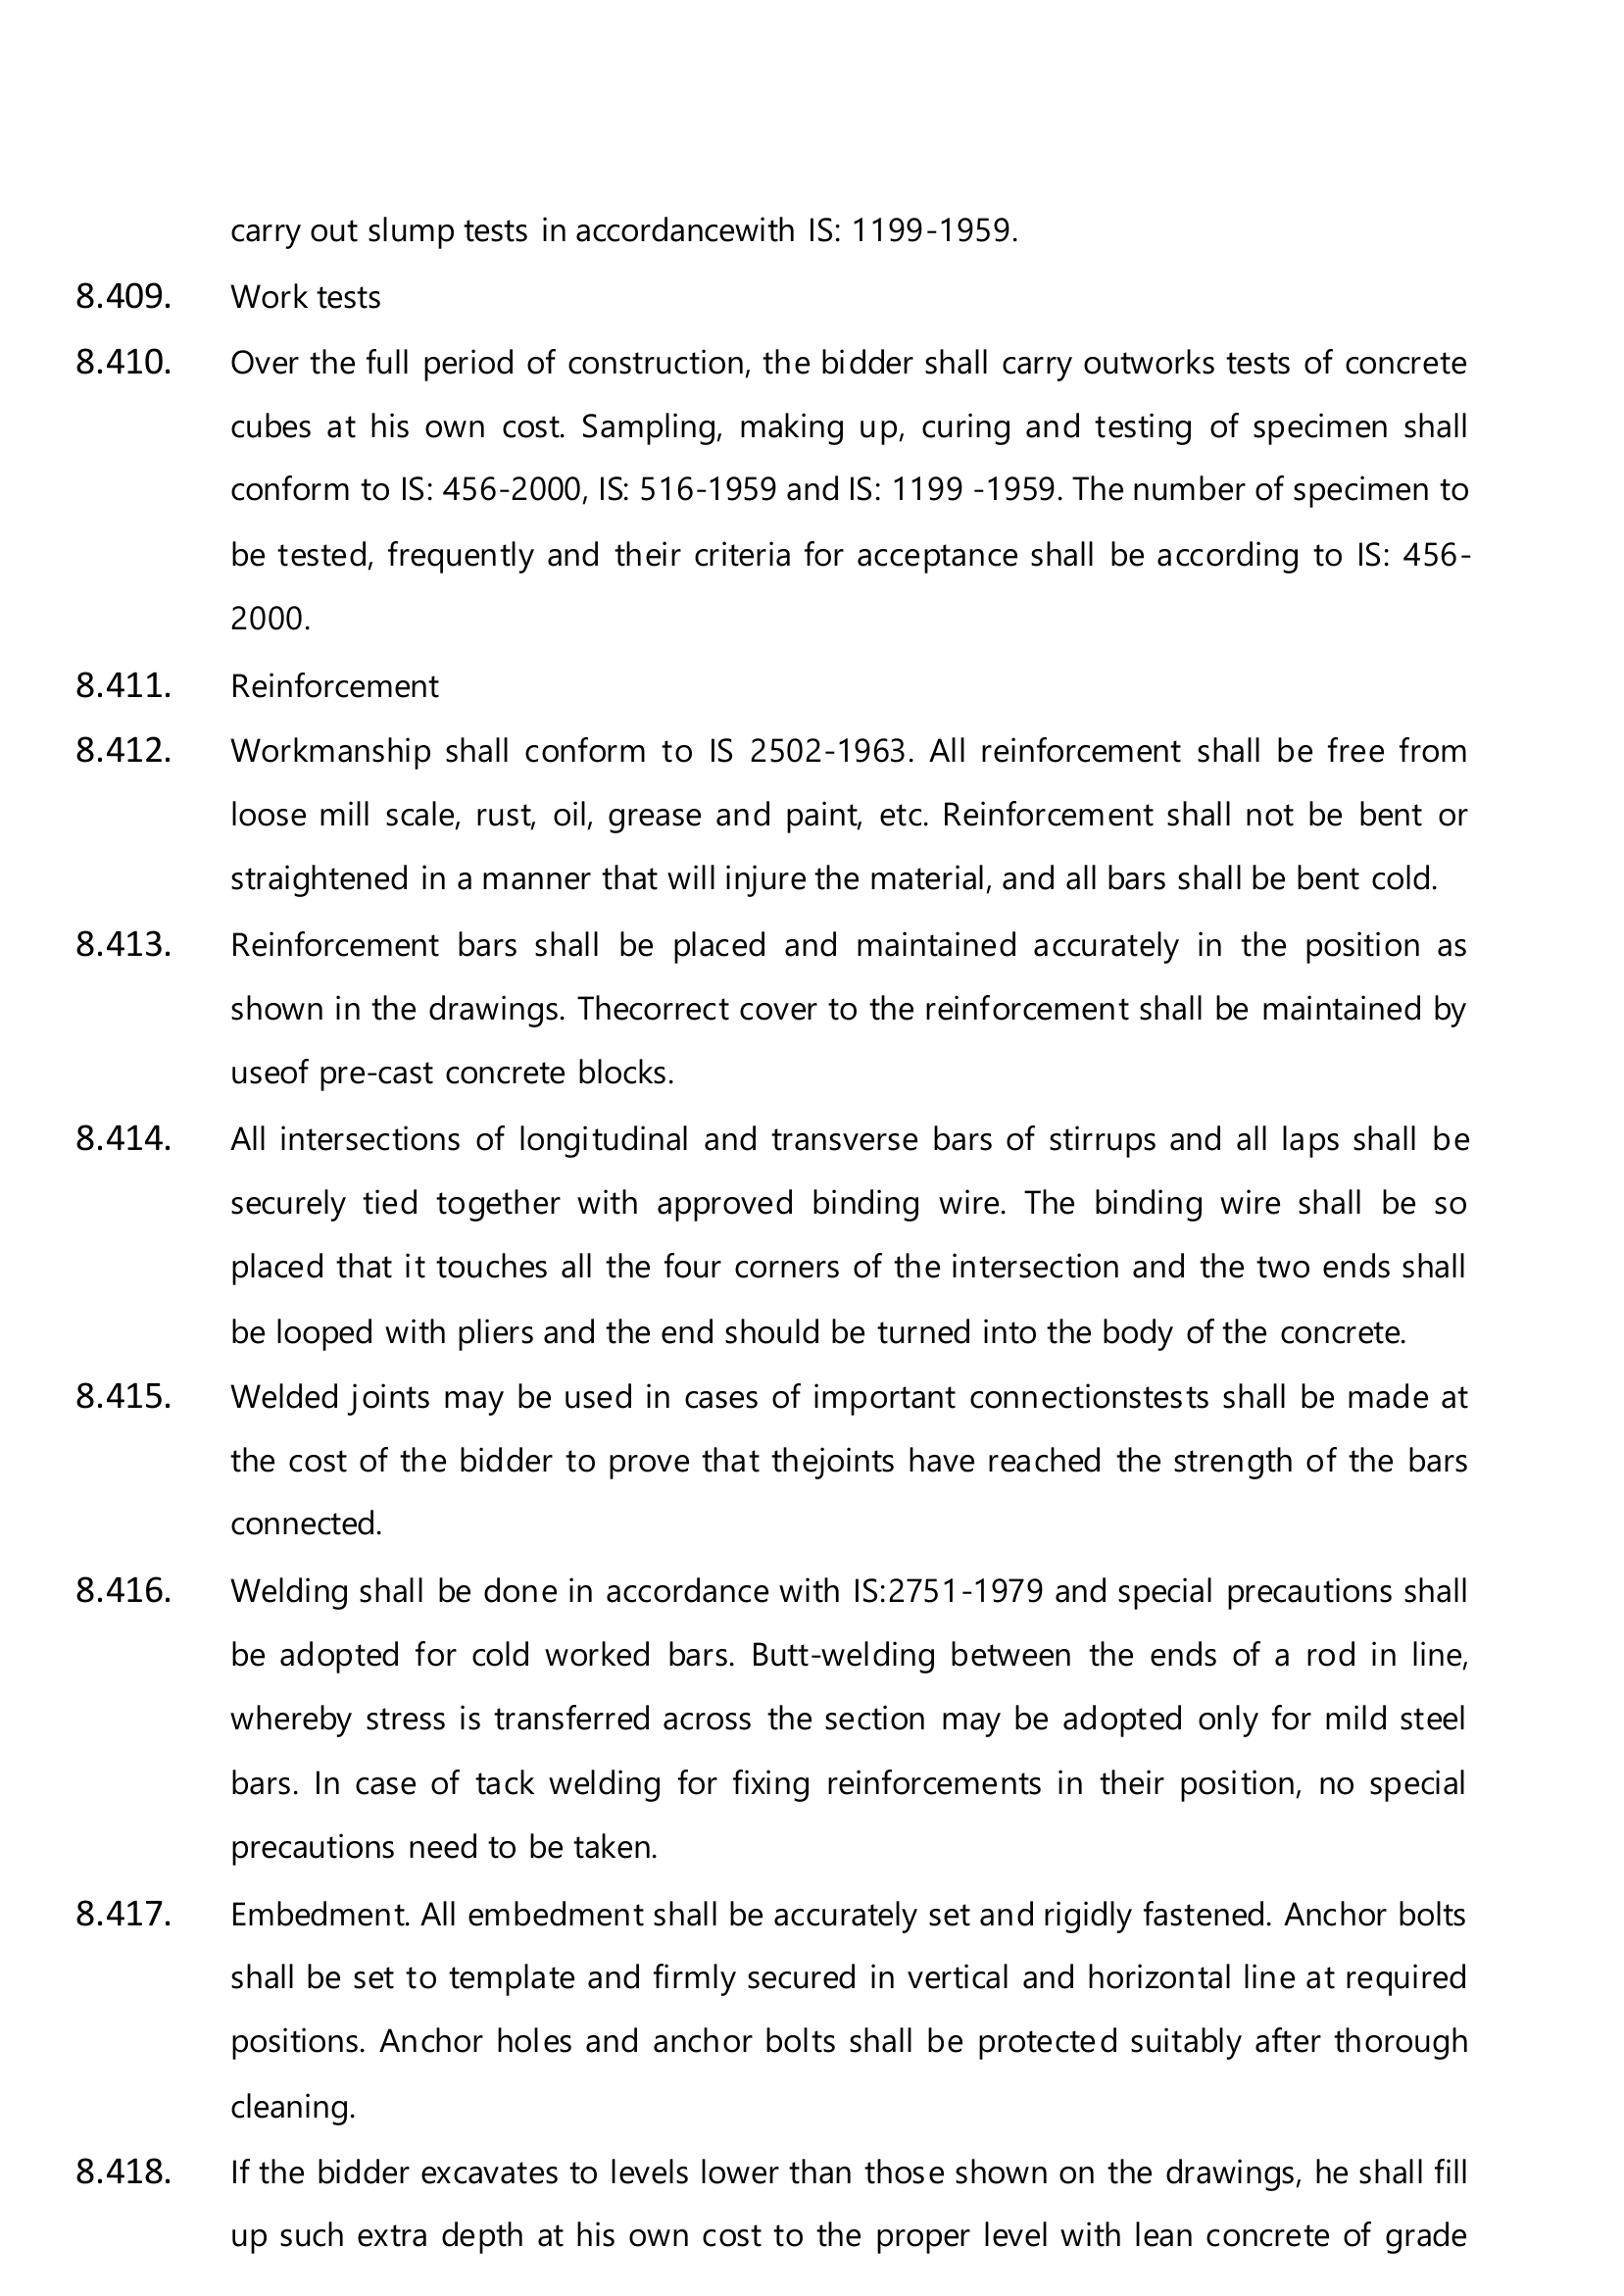 carry out slump tests in accordancewith IS: 1199-1959.
8.409. Work tests
8.410. Over the full period of construction, the bidder shall carry outworks tests of concrete
cubes at his own cost. Sampling, making up, curing and testing of specimen shall
conform to IS: 456-2000, IS: 516-1959 and IS: 1199 -1959. The number of specimen to
be tested, frequently and their criteria for acceptance shall be according to IS: 456-
2000.
8.411. Reinforcement
8.412. Workmanship shall conform to IS 2502-1963. All reinforcement shall be free from
loose mill scale, rust, oil, grease and paint, etc. Reinforcement shall not be bent or
straightened in a manner that will injure the material, and all bars shall be bent cold.
8.413. Reinforcement bars shall be placed and maintained accurately in the position as
shown in the drawings. Thecorrect cover to the reinforcement shall be maintained by
useof pre-cast concrete blocks.
8.414. All intersections of longitudinal and transverse bars of stirrups and all laps shall be
securely tied together with approved binding wire. The binding wire shall be so
placed that it touches all the four corners of the intersection and the two ends shall
be looped with pliers and the end should be turned into the body of the concrete.
8.415. Welded joints may be used in cases of important connectionstests shall be made at
the cost of the bidder to prove that thejoints have reached the strength of the bars
connected.
8.416. Welding shall be done in accordance with IS:2751-1979 and special precautions shall
be adopted for cold worked bars. Butt-welding between the ends of a rod in line,
whereby stress is transferred across the section may be adopted only for mild steel
bars. In case of tack welding for fixing reinforcements in their position, no special
precautions need to be taken.
8.417. Embedment. All embedment shall be accurately set and rigidly fastened. Anchor bolts
shall be set to template and firmly secured in vertical and horizontal line at required
positions. Anchor holes and anchor bolts shall be protected suitably after thorough
cleaning.
8.418. If the bidder excavates to levels lower than those shown on the drawings, he shall fill
up such extra depth at his own cost to the proper level with lean concrete of grade